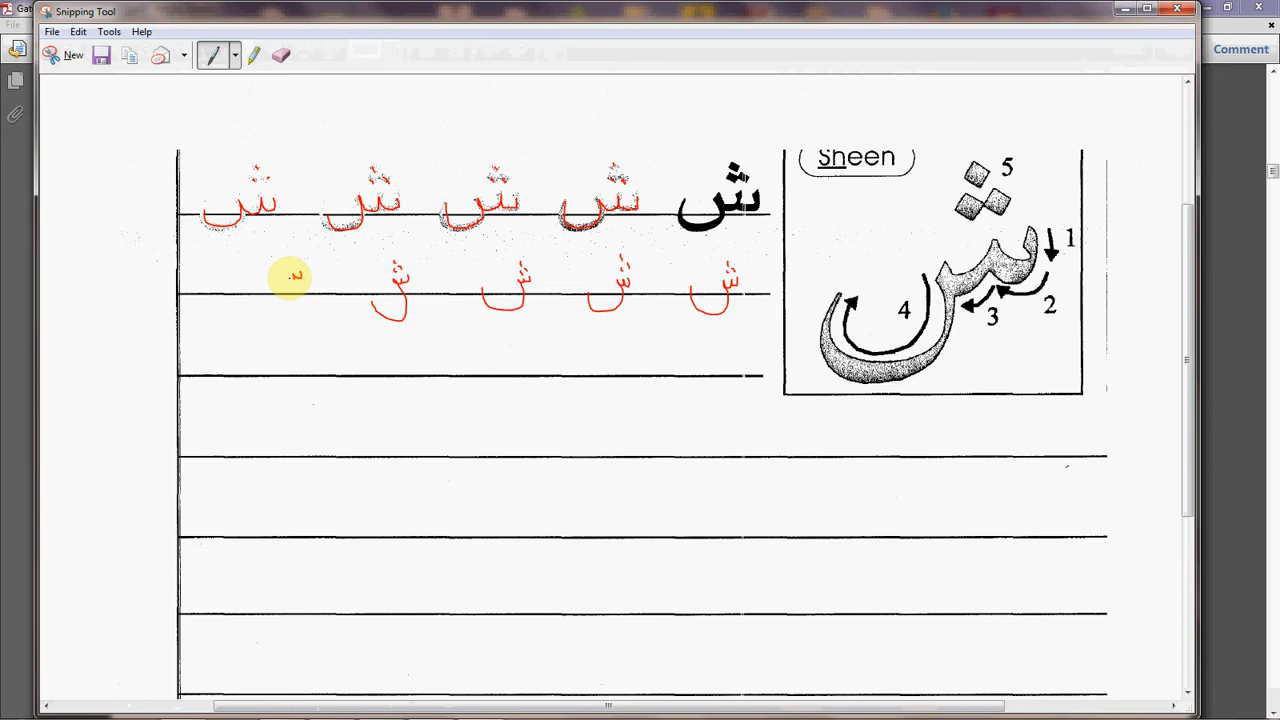 Snipping Tool
File Edit Tools Help
New
Comment
Sheen
ش ش ش ش ش
ش ش ش ش
ش
5
1
2
3
4